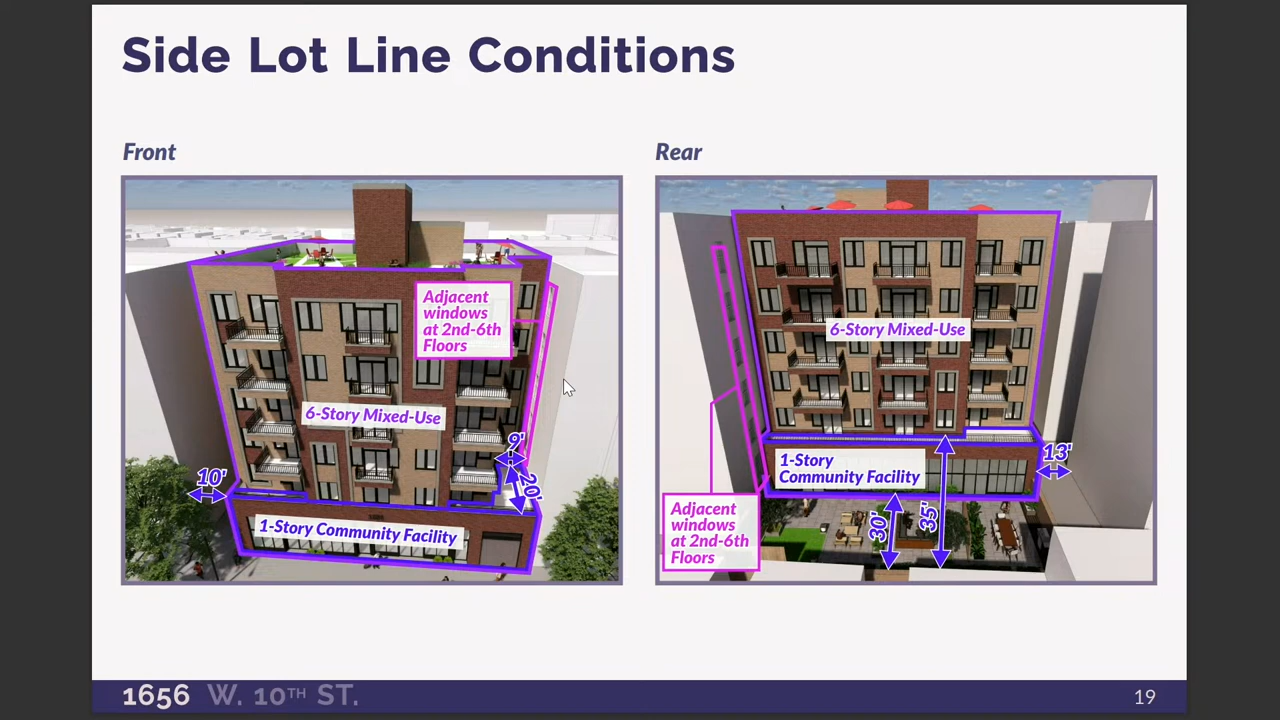 Side Lot Line Conditions
Front
Rear
Adjacent
windows
at 2nd-6th
Floors
6-Story Mixed-Use
9'
10'
20'
1-Story Community Facility
6-Story Mixed-Use
1-Story
Community Facility
13'
Adjacent
windows
at 2nd-6th
Floors
30'
35'
1656 W. 10TH ST.
19